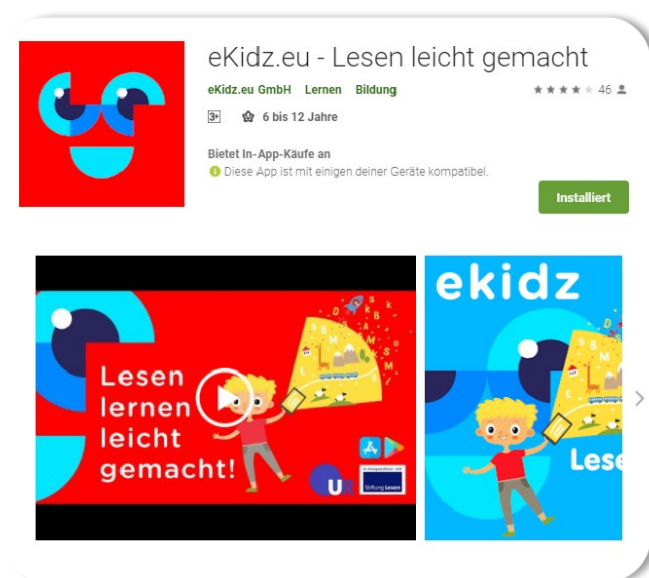 eKidz.eu - Lesen leicht gemacht
eKidz.eu GmbH Lernen Bildung 46
3+ 6 bis 12 Jahre
Bietet In-App-Käufe an
Diese App ist mit einigen deiner Geräte kompatibel.
Installiert
Lesen
lernen
leicht
gemacht!
Stiftung Lesen
ekidz
Lese